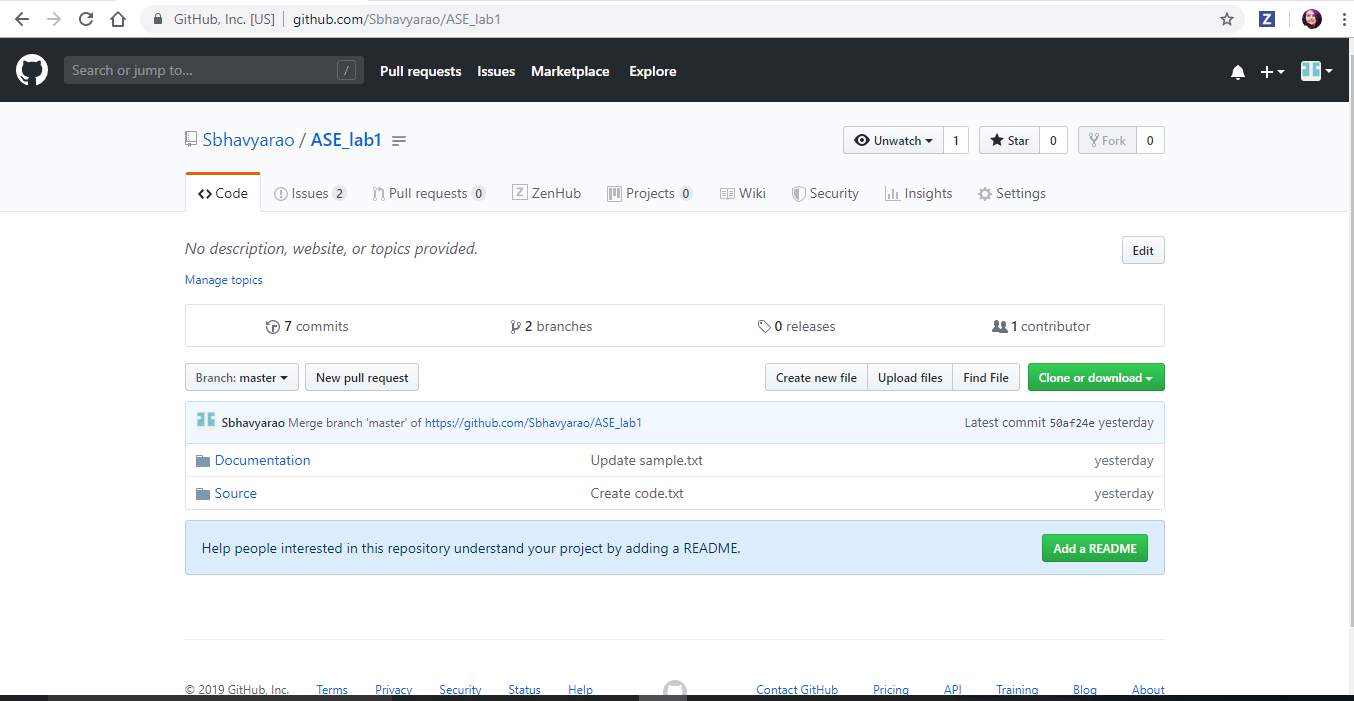 GitHub, Inc. [US] | github.com/Sbhavyarao/ASE_lab1 Z
Search or jump to... / Pull requests Issues Marketplace Explore
Sbhavyarao / ASE_lab1 Unwatch 1 Star 0 Fork 0
Code Issues 2 Pull requests 0 Z ZenHub Projects 0 Wiki Security Insights Settings
No description, website, or topics provided. Edit
Manage topics
7 commits 2 branches 0 releases 1 contributor
Branch: master New pull request Create new file Upload files Find File Clone or download
Sbhavyarao Merge branch 'master' of https://github.com/Sbhavyarao/ASE_lab1 Latest commit 50af24e yesterday
Documentation Update sample.txt yesterday
Source Create code.txt yesterday
Help people interested in this repository understand your project by adding a README. Add a README
© 2019 GitHub, Inc. Terms Privacy Security Status Help Contact GitHub Pricing API Training Blog About